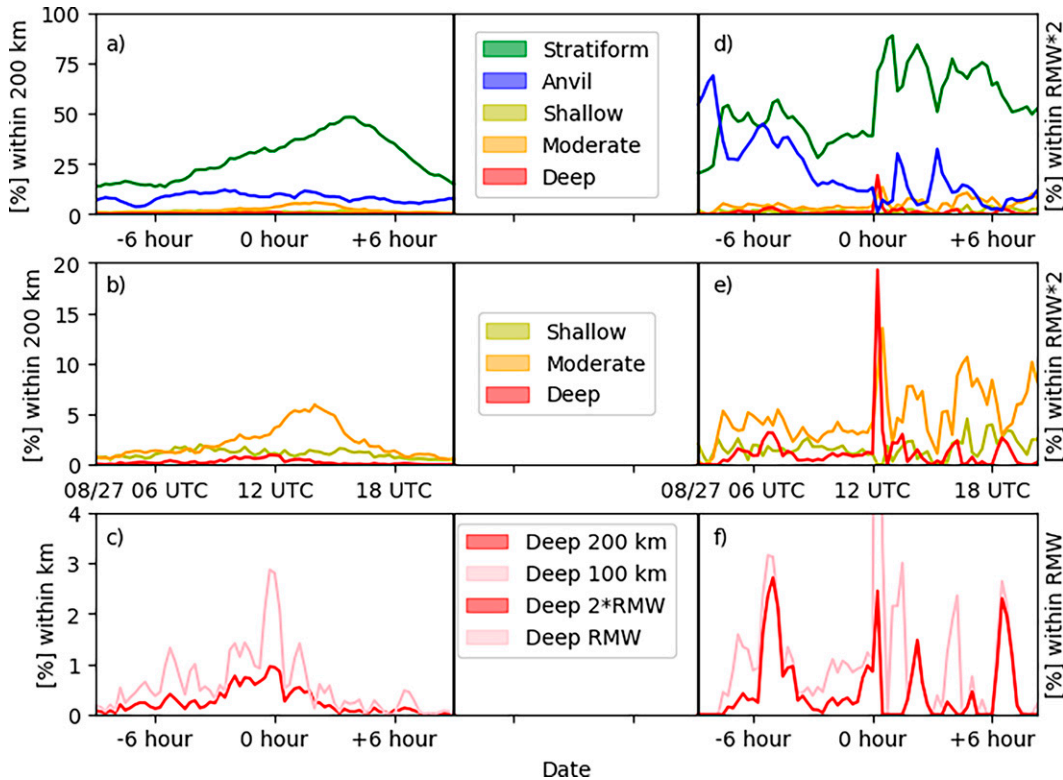 [%] within 200 km
100
75
50
25
0
a)
Stratiform
Anvil
Shallow
Moderate
Deep
d)
[%] within RMW*2
-6 hour
0 hour
+6 hour
-6 hour
0 hour
+6 hour
[%] within 200 km
20
15
10
5
0
b)
Shallow
Moderate
Deep
e)
[%] within RMW*2
08/27 06 UTC
12 UTC
18 UTC
08/27 06 UTC
12 UTC
18 UTC
[%] within km
4
3
2
1
0
c)
Deep 200 km
Deep 100 km
Deep 2*RMW
Deep RMW
f)
[%] within RMW
-6 hour
0 hour
+6 hour
-6 hour
0 hour
+6 hour
Date